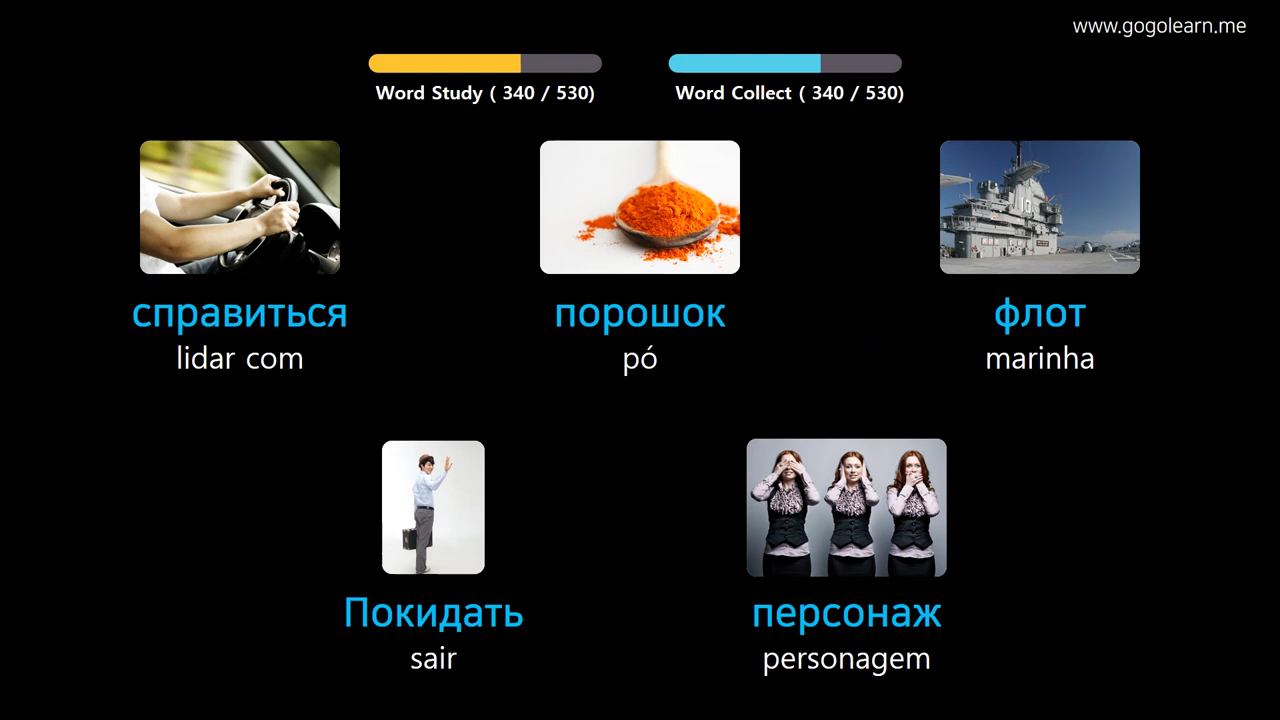 www.gogolearn.me
Word Study ( 340 / 530)
Word Collect ( 340 / 530)
справиться
lidar com
порошок
pó
флот
marinha
Покидать
sair
персонаж
personagem